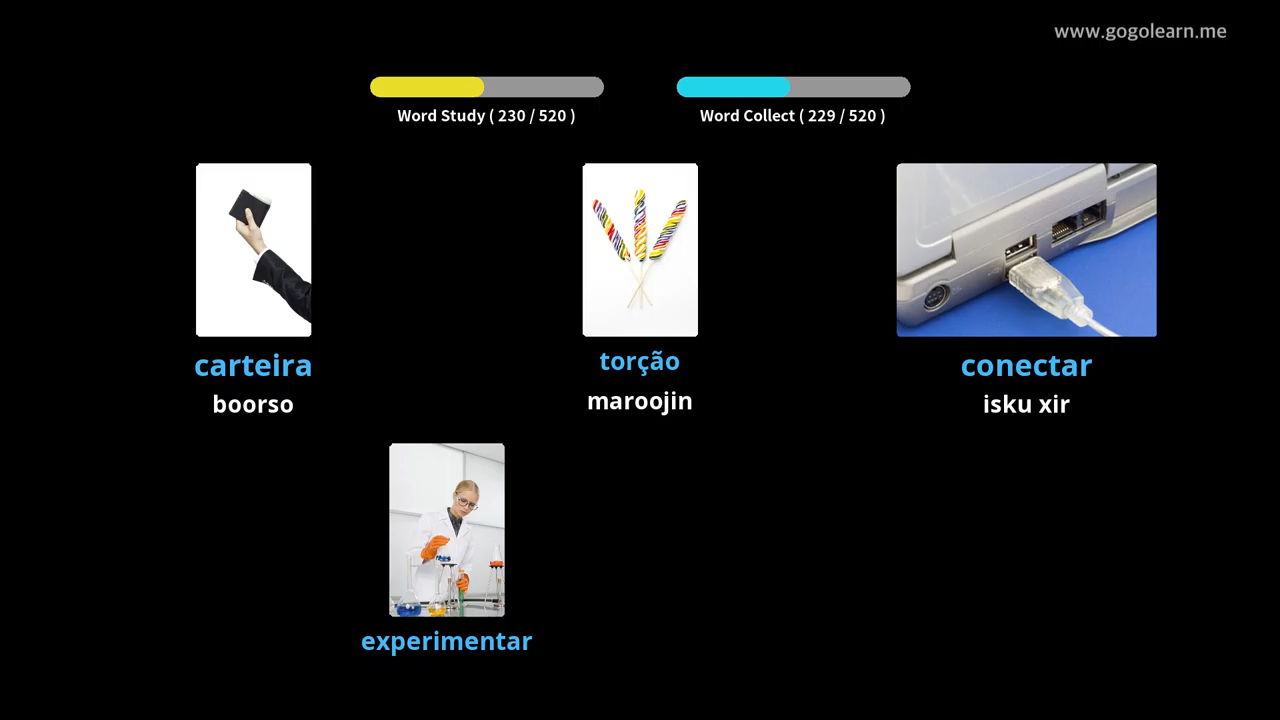 www.gogolearn.me
Word Study ( 230 / 520 )
Word Collect ( 229 / 520 )
carteira
torção
conectar
boorso
maroojin
isku xir
experimentar